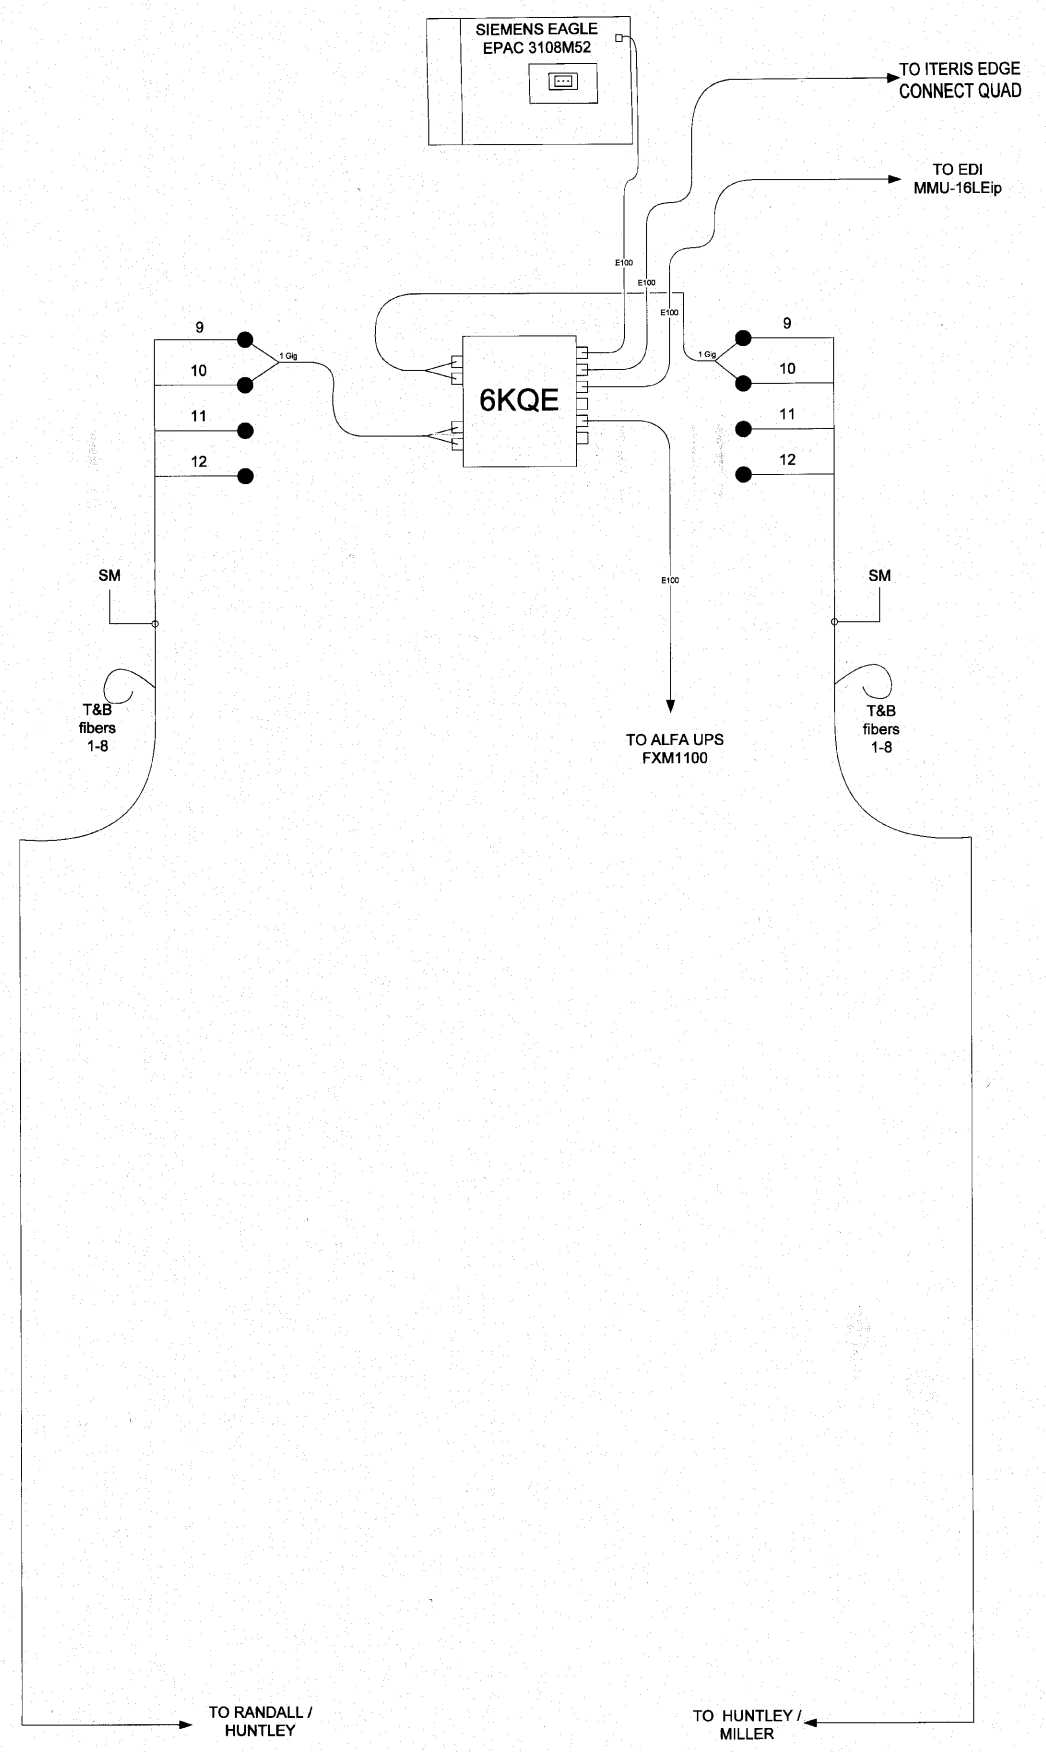 SIEMENS EAGLE
EPAC 3108M52
TO ITERIS EDGE
CONNECT QUAD
TO EDI
MMU-16LEip
E100
E100
E100
9
10
11
12
1 Gig
6KQE
1 Gig
9
10
11
12
SM
SM
E100
T&B
fibers
1-8
T&B
fibers
1-8
TO ALFA UPS
FXM1100
TO RANDALL /
HUNTLEY
TO HUNTLEY /
MILLER